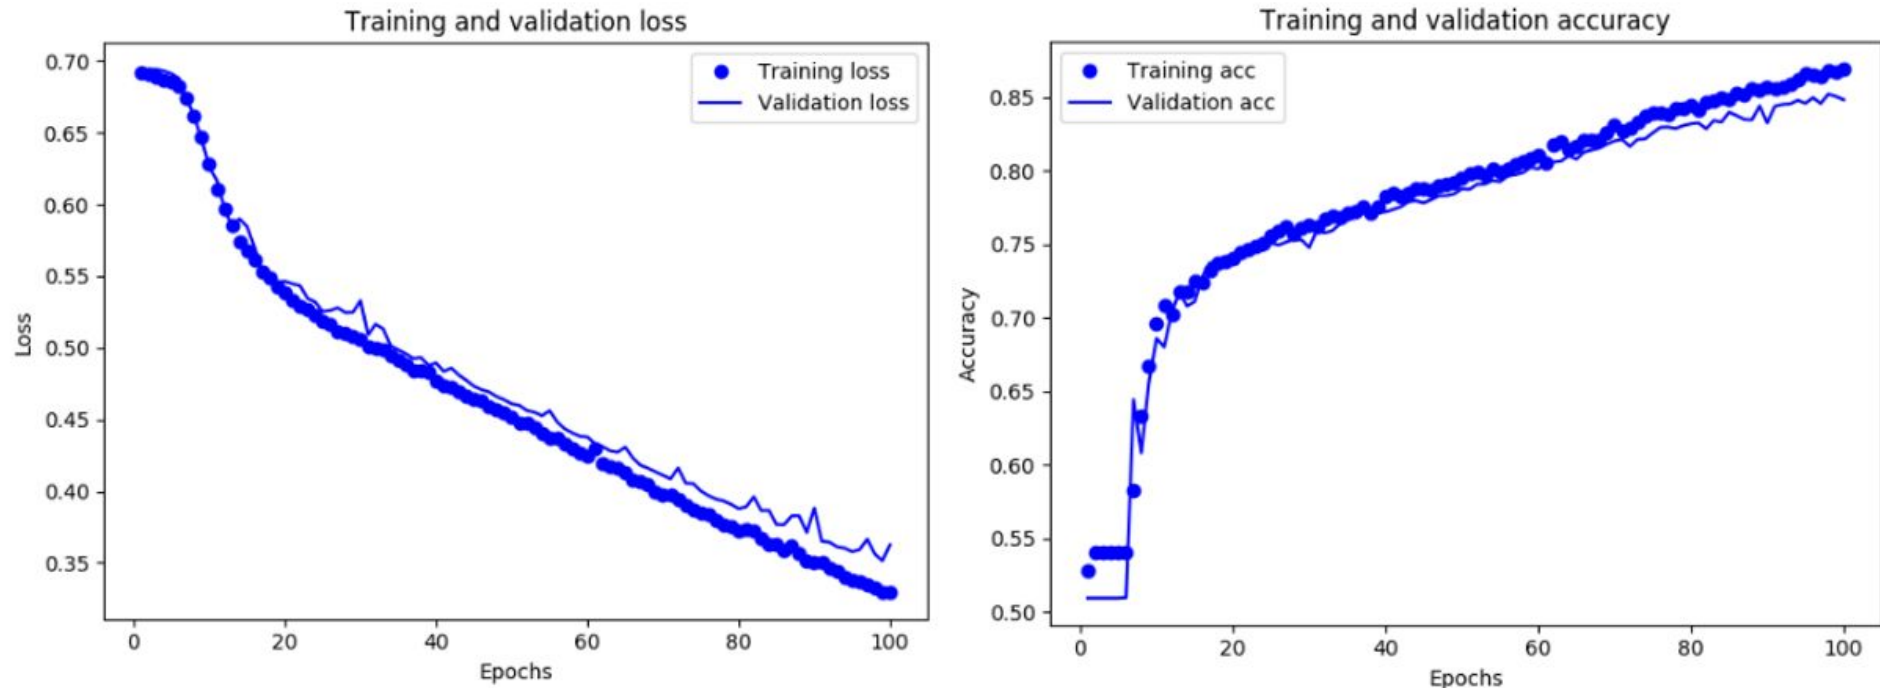 Training and validation loss
Training loss
Validation loss
0.70
0.65
0.60
0.55
0.50
0.45
0.40
0.35
Loss
0 20 40 60 80 100
Epochs
Training and validation accuracy
Training acc
Validation acc
0.85
0.80
0.75
0.70
0.65
0.60
0.55
0.50
Accuracy
0 20 40 60 80 100
Epochs